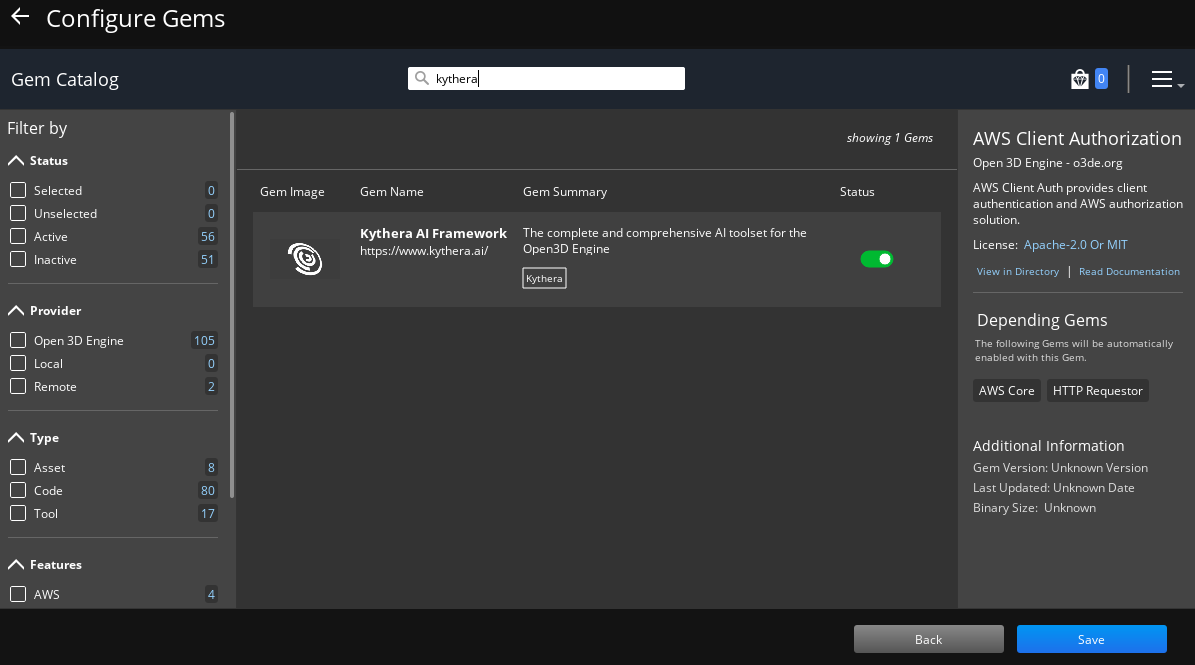 Configure Gems
Gem Catalog
kythera
0
Filter by
Status
Selected 0
Unselected 0
Active 56
Inactive 51
Provider
Open 3D Engine 105
Local 0
Remote 2
Type
Asset 8
Code 80
Tool 17
Features
AWS 4
showing 1 Gems
Gem Image Gem Name Gem Summary Status
Kythera AI Framework
https://www.kythera.ai/
The complete and comprehensive AI toolset for the
Open3D Engine
Kythera
AWS Client Authorization
Open 3D Engine - o3de.org
AWS Client Auth provides client
authentication and AWS authorization
solution.
License: Apache-2.0 Or MIT
View in Directory | Read Documentation
Depending Gems
The following Gems will be automatically
enabled with this Gem.
AWS Core HTTP Requestor
Additional Information
Gem Version: Unknown Version
Last Updated: Unknown Date
Binary Size: Unknown
Back Save